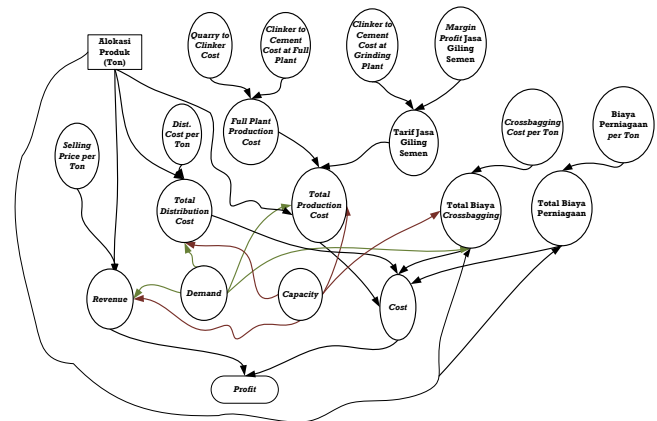 Alokasi
Produk
(Ton)
Quarry to
Clinker
Cost
Clinker to
Cement
Cost at Full
Plant
Clinker to
Cement
Cost at
Grinding
Plant
Margin
Profit Jasa
Giling
Semen
Selling
Price per
Ton
Dist.
Cost per
Ton
Full Plant
Production
Cost
Tarif Jasa
Giling
Semen
Crossbagging
Cost per Ton
Biaya
Perniagaan
per Ton
Total
Distribution
Cost
Total
Production
Cost
Total Biaya
Crossbagging
Total Biaya
Perniagaan
Revenue
Demand
Capacity
Cost
Profit